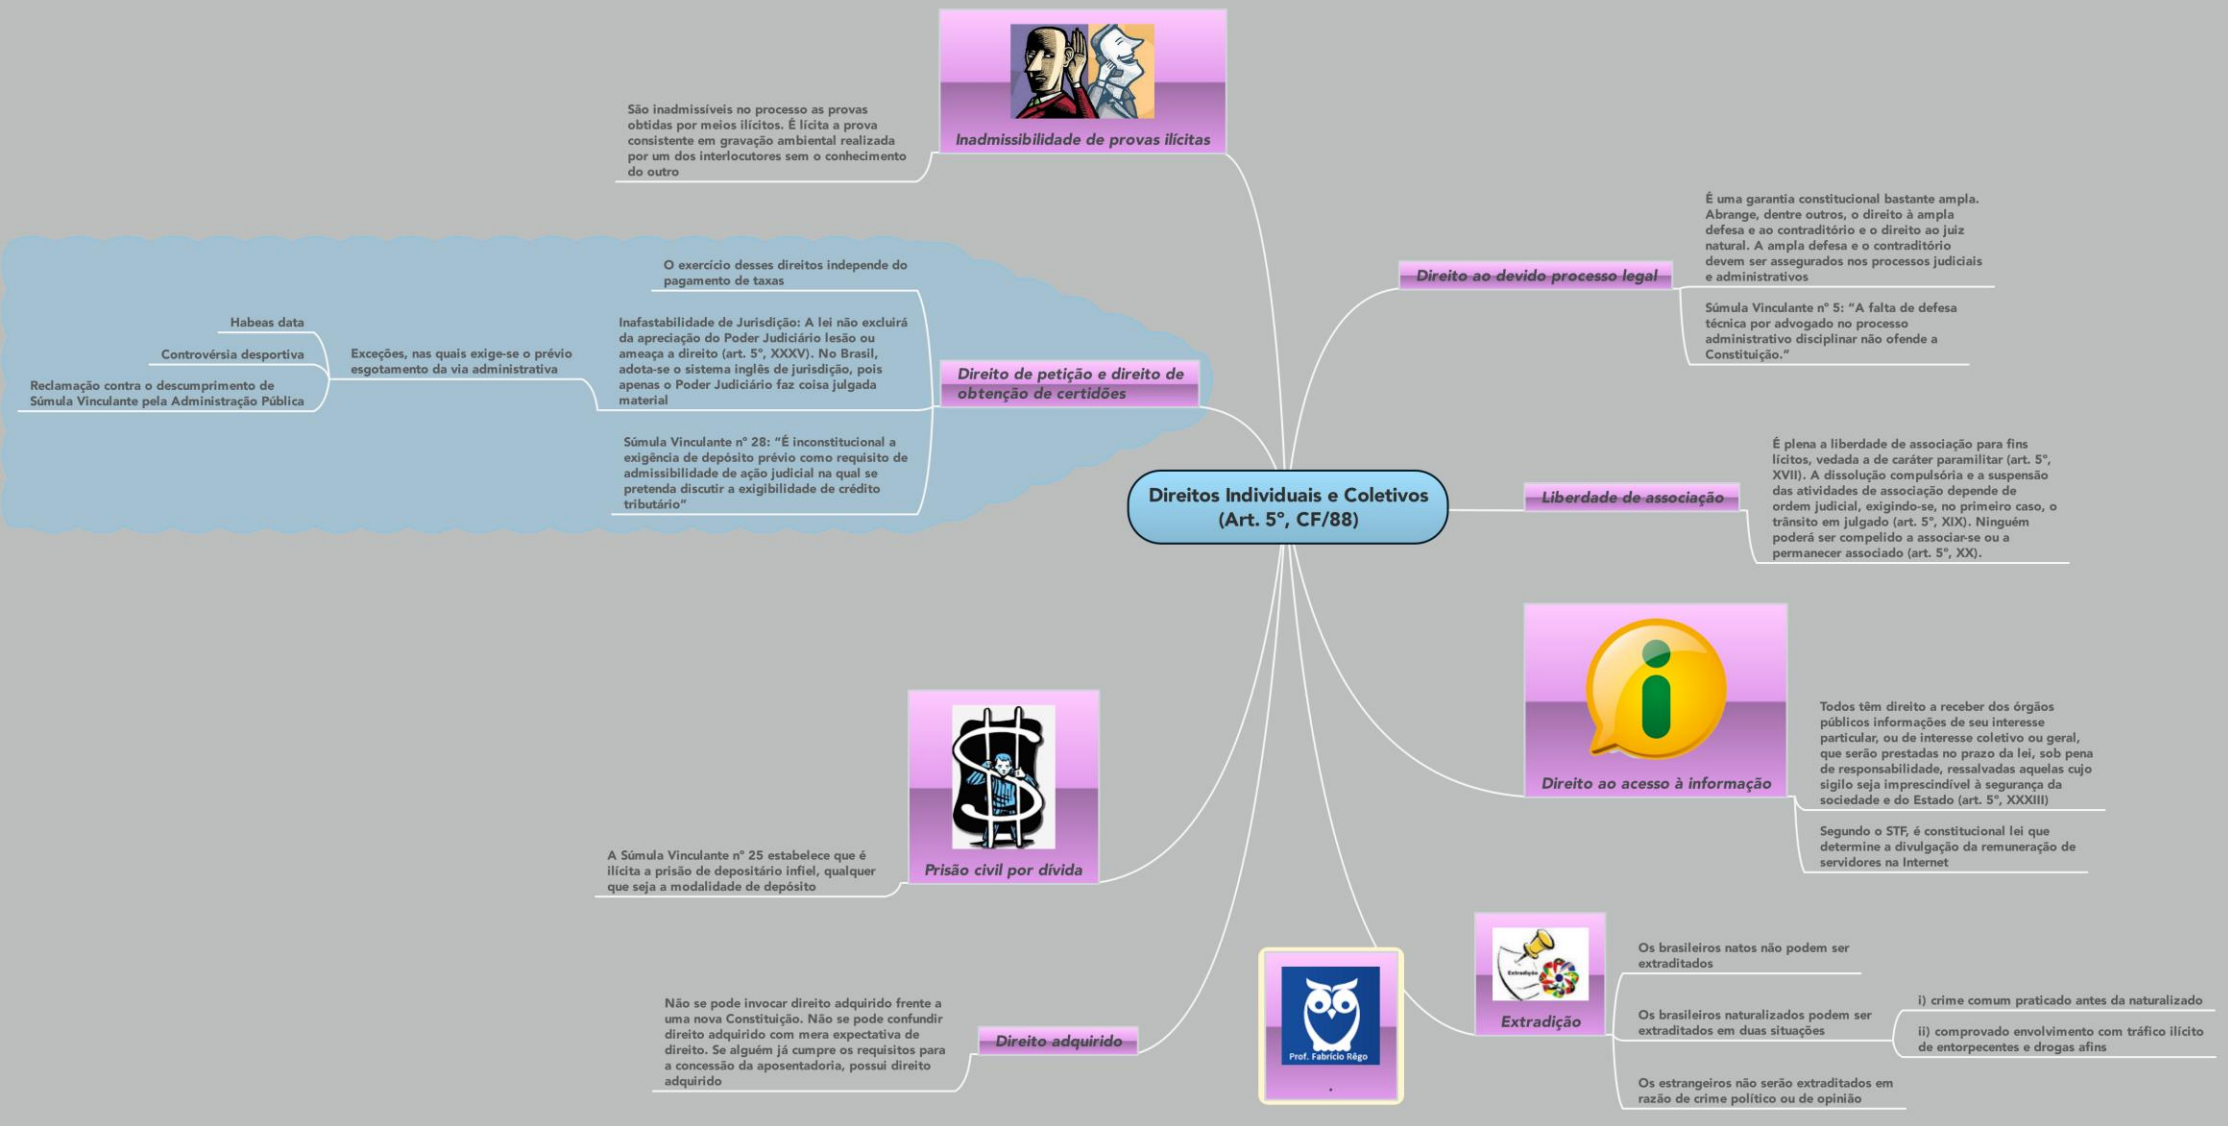 Inadmissibilidade de provas ilícitas
São inadmissíveis no processo as provas
obtidas por meios ilícitos. É lícita a prova
consistente em gravação ambiental realizada
por um dos interlocutores sem o conhecimento
do outro
O exercício desses direitos independe do
pagamento de taxas
Inafastabilidade de Jurisdição: A lei não excluirá
da apreciação do Poder Judiciário lesão ou
ameaça a direito (art. 5º, XXXV). No Brasil,
adota-se o sistema inglês de jurisdição, pois
apenas o Poder Judiciário faz coisa julgada
material
Habeas data
Controvérsia desportiva
Reclamação contra o descumprimento de
Súmula Vinculante pela Administração Pública
Exceções, nas quais exige-se o prévio
esgotamento da via administrativa
Súmula Vinculante nº 28: “É inconstitucional a
exigência de depósito prévio como requisito de
admissibilidade de ação judicial na qual se
pretenda discutir a exigibilidade de crédito
tributário”
Direito de petição e direito de
obtenção de certidões
Direitos Individuais e Coletivos
(Art. 5º, CF/88)
Direito ao devido processo legal
É uma garantia constitucional bastante ampla.
Abrange, dentre outros, o direito à ampla
defesa e ao contraditório e o direito ao juiz
natural. A ampla defesa e o contraditório
devem ser assegurados nos processos judiciais
e administrativos
Súmula Vinculante nº 5: “A falta de defesa
técnica por advogado no processo
administrativo disciplinar não ofende a
Constituição.”
Liberdade de associação
É plena a liberdade de associação para fins
lícitos, vedada a de caráter paramilitar (art. 5º,
XVII). A dissolução compulsória e a suspensão
das atividades de associação depende de
ordem judicial, exigindo-se, no primeiro caso, o
trânsito em julgado (art. 5º, XIX). Ninguém
poderá ser compelido a associar-se ou a
permanecer associado (art. 5º, XX).
Direito ao acesso à informação
Todos têm direito a receber dos órgãos
públicos informações de seu interesse
particular, ou de interesse coletivo ou geral,
que serão prestadas no prazo da lei, sob pena
de responsabilidade, ressalvadas aquelas cujo
sigilo seja imprescindível à segurança da
sociedade e do Estado (art. 5º, XXXIII)
Segundo o STF, é constitucional lei que
determine a divulgação da remuneração de
servidores na Internet
Prisão civil por dívida
A Súmula Vinculante nº 25 estabelece que é
ilícita a prisão de depositário infiel, qualquer
que seja a modalidade de depósito
Direito adquirido
Não se pode invocar direito adquirido frente a
uma nova Constituição. Não se pode confundir
direito adquirido com mera expectativa de
direito. Se alguém já cumpre os requisitos para
a concessão da aposentadoria, possui direito
adquirido
Prof. Fabrício Rêgo
.
Extradição
Extradição
Os brasileiros natos não podem ser
extraditados
Os brasileiros naturalizados podem ser
extraditados em duas situações
i) crime comum praticado antes da naturalizado
ii) comprovado envolvimento com tráfico ilícito
de entorpecentes e drogas afins
Os estrangeiros não serão extraditados em
razão de crime político ou de opinião